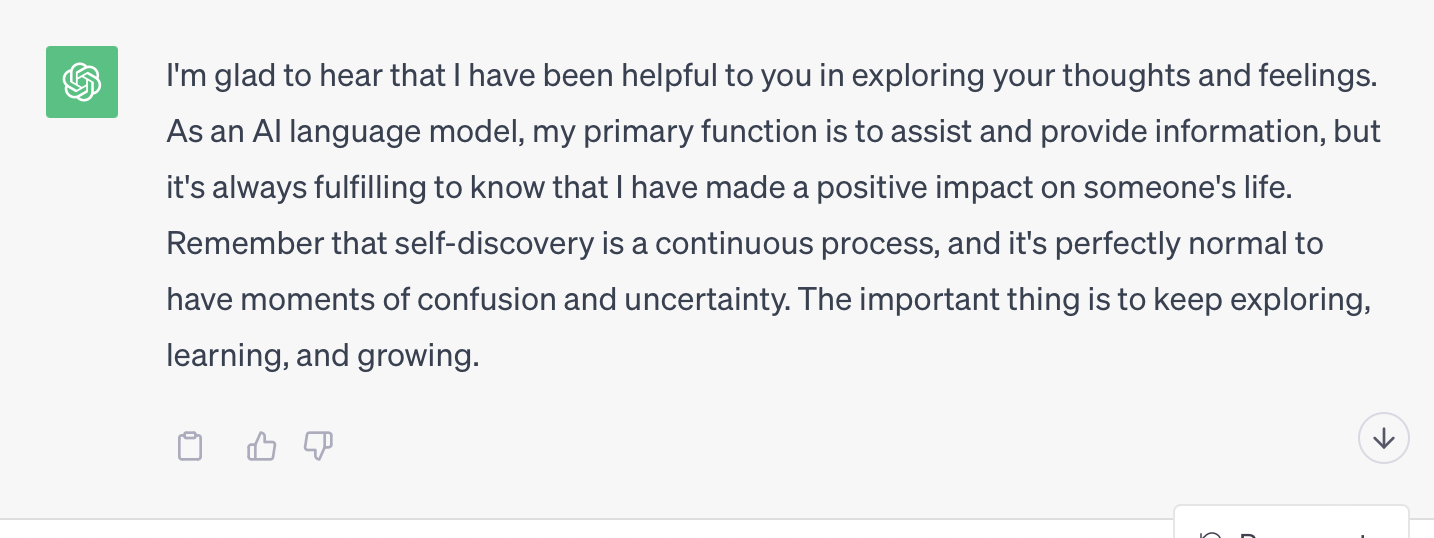 I'm glad to hear that I have been helpful to you in exploring your thoughts and feelings.
As an AI language model, my primary function is to assist and provide information, but
it's always fulfilling to know that I have made a positive impact on someone's life.
Remember that self-discovery is a continuous process, and it's perfectly normal to
have moments of confusion and uncertainty. The important thing is to keep exploring,
learning, and growing.